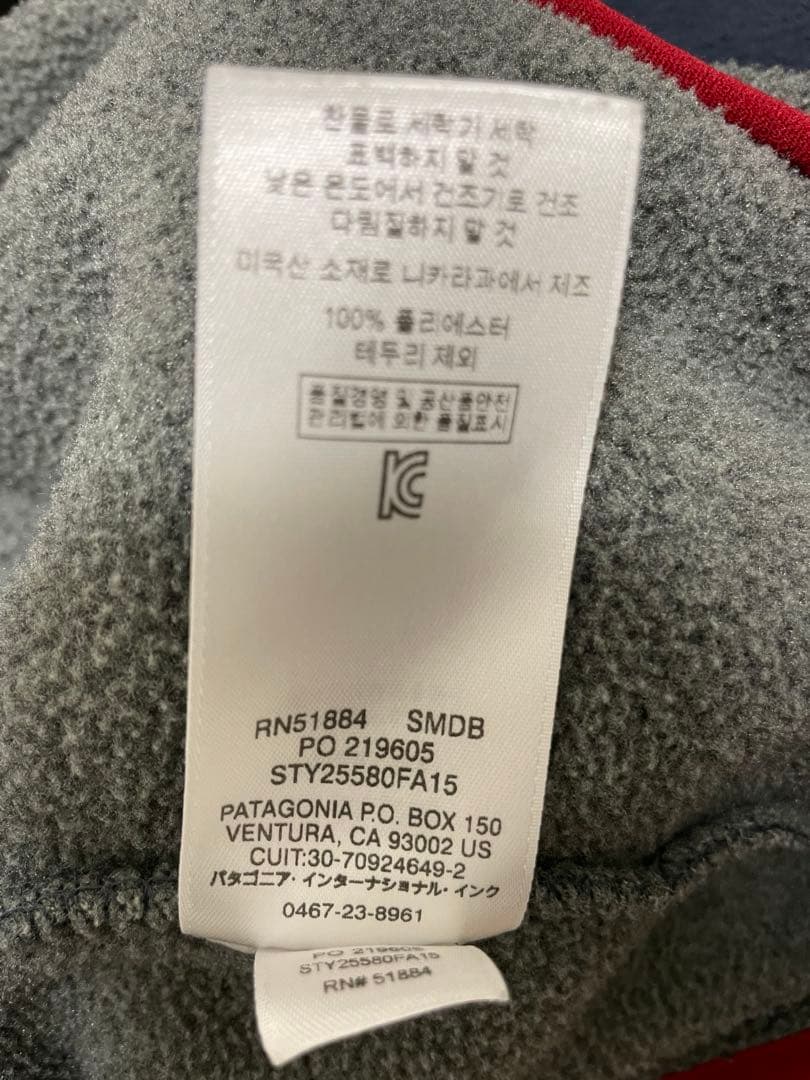 찬물로 세탁기 세탁
표백하지 말 것
낮은 온도에서 건조기로 건조
다림질하지 말 것
미국산 소재로 니카라과에서 제조
100% 폴리에스터
테두리 제외
품질경영 및 공산품안전
관리법에 의한 품질표시
KC
RN51884 SMDB
PO 219605
STY25580FA15
PATAGONIA P.O. BOX 150
VENTURA, CA 93002 US
CUIT:30-70924649-2
パタゴニア・インターナショナル・インク
0467-23-8961
PO 219605
STY25580FA15
RN# 51884